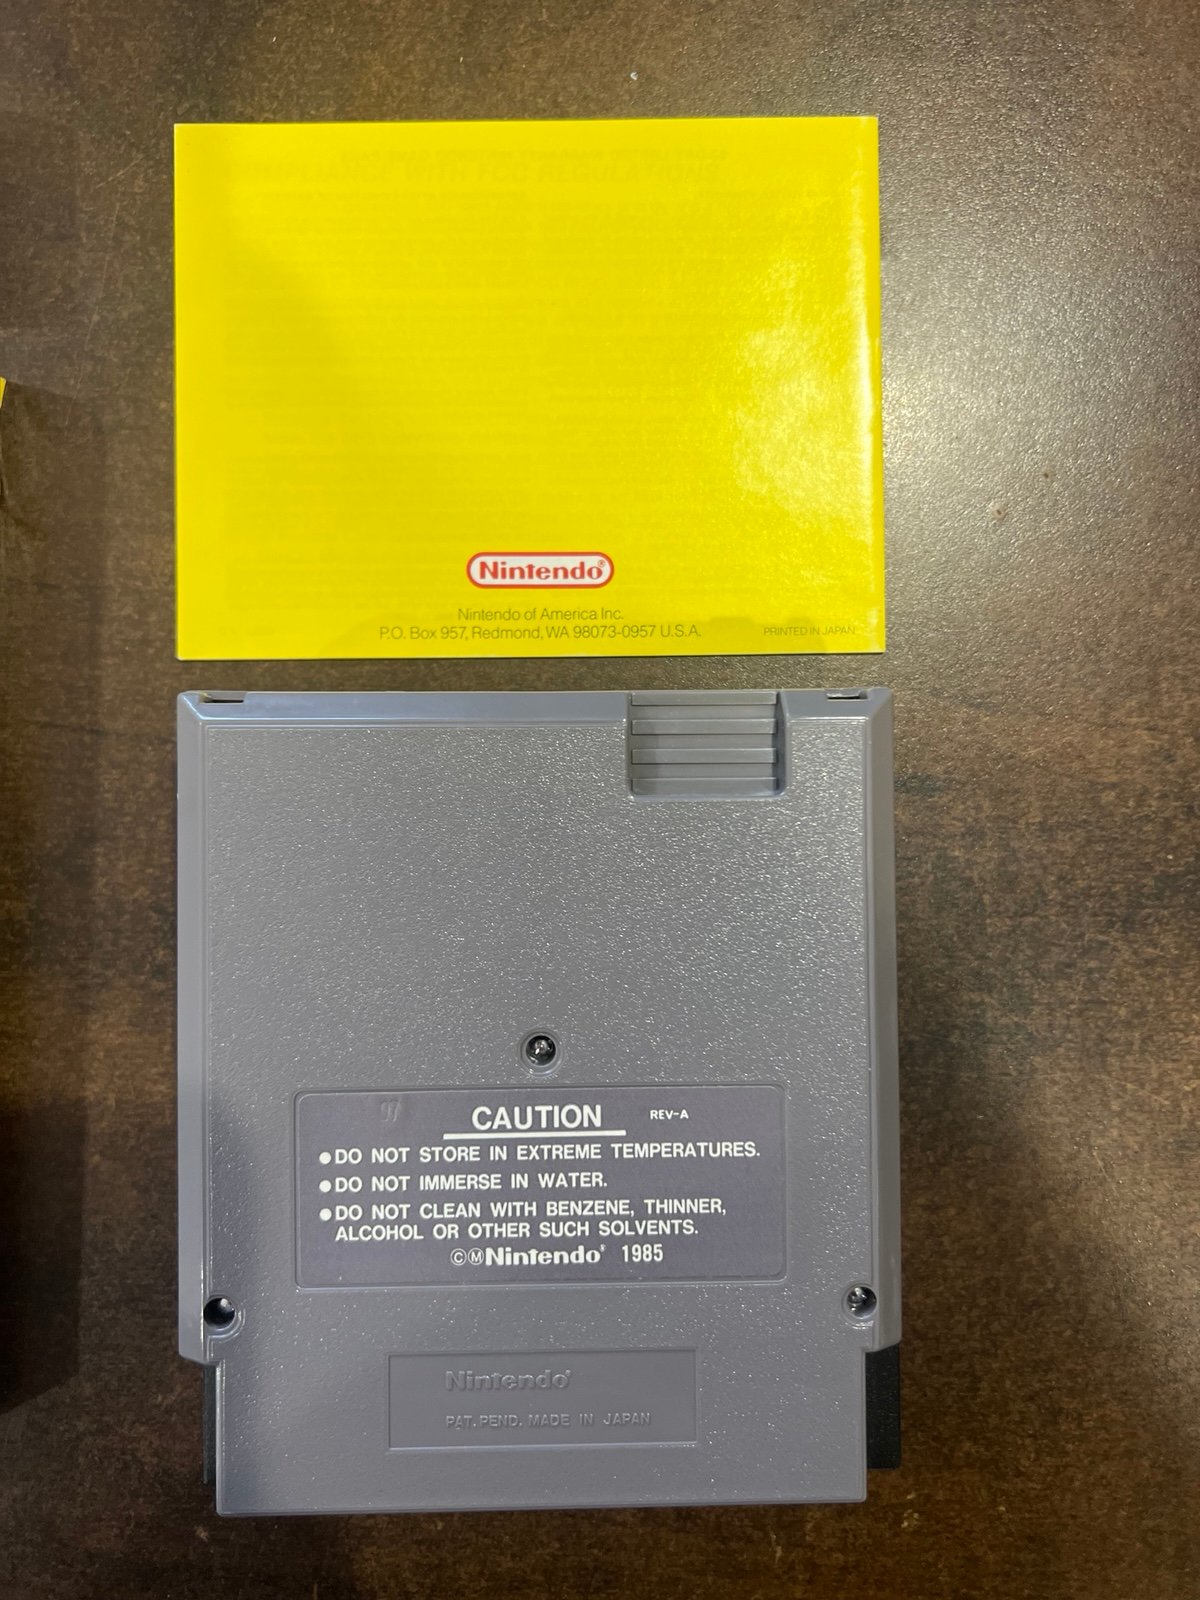 COMPLIANCE WITH FCC REGULATIONS
Nintendo®
Nintendo of America Inc.
P.O. Box 957, Redmond, WA 98073-0957 U.S.A.
PRINTED IN JAPAN
CAUTION REV-A
●DO NOT STORE IN EXTREME TEMPERATURES.
●DO NOT IMMERSE IN WATER.
●DO NOT CLEAN WITH BENZENE, THINNER,
ALCOHOL OR OTHER SUCH SOLVENTS.
©ⓂNintendo® 1985
Nintendo®
PAT. PEND. MADE IN JAPAN